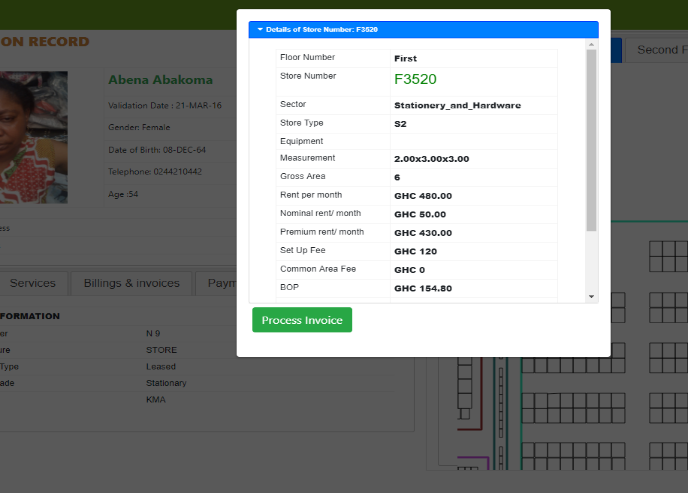 Details of Store Number: F3520
ON RECORD
Second F
Abena Abakoma
Validation Date : 21-MAR-16
Gender: Female
Date of Birth: 08-DEC-64
Telephone: 0244210442
Age :54
ess
Floor Number First
Store Number F3520
Sector Stationery_and_Hardware
Store Type S2
Equipment
Measurement 2.00x3.00x3.00
Gross Area 6
Rent per month GHC 480.00
Nominal rent/ month GHC 50.00
Premium rent/ month GHC 430.00
Set Up Fee GHC 120
Common Area Fee GHC 0
BOP GHC 154.80
Process Invoice
Services Billings & invoices Paym
FORMATION
er N 9
ure STORE
Type Leased
ade Stationary
KMA